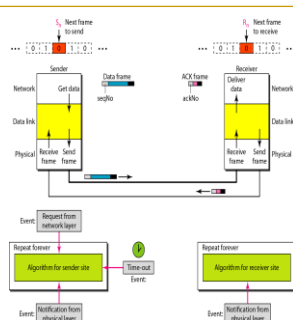 Sn Next frame
to send
Rn Next frame
to receive
... 0 1 0 1 0 ...
... 0 1 0 1 0 ...
Sender
Receiver
Network
Get data
Data frame
seqNo
ACK frame
ackNo
Deliver
data
Network
Data link
Data link
Physical
Receive
frame
Send
frame
Receive
frame
Send
frame
Physical
Event:
Request from
network layer
Repeat forever
Algorithm for sender site
Time-out
Event:
Repeat forever
Algorithm for receiver site
Event:
Notification from
physical layer
Event:
Notification from
physical layer